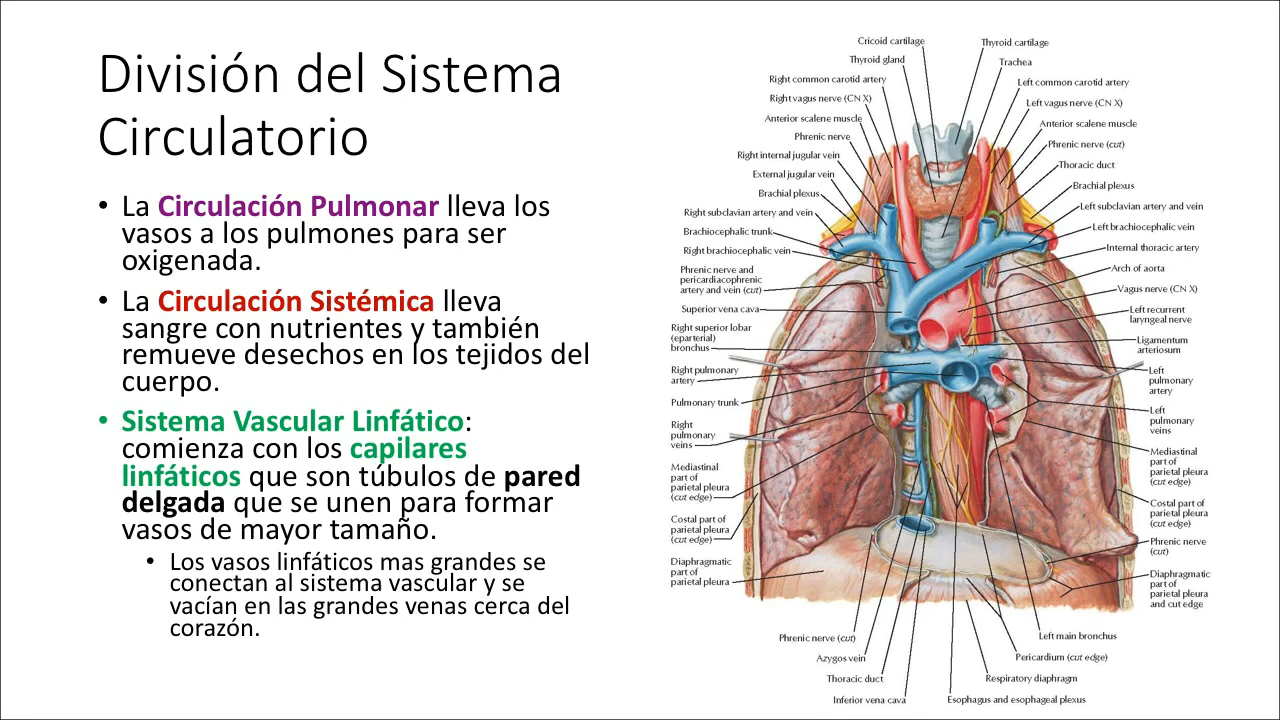 División del Sistema
Circulatorio
• La Circulación Pulmonar lleva los
vasos a los pulmones para ser
oxigenada.
• La Circulación Sistémica lleva
sangre con nutrientes y también
remueve desechos en los tejidos del
cuerpo.
• Sistema Vascular Linfático:
comienza con los capilares
linfáticos que son túbulos de pared
delgada que se unen para formar
vasos de mayor tamaño.
• Los vasos linfáticos mas grandes se
conectan al sistema vascular y se
vacían en las grandes venas cerca del
corazón.
Cricoid cartilage
Thyroid gland
Right common carotid artery
Right vagus nerve (CN X)
Anterior scalene muscle
Phrenic nerve
Right internal jugular vein
External jugular vein
Brachial plexus
Right subclavian artery and vein
Brachiocephalic trunk
Right brachiocephalic vein
Phrenic nerve and
pericardiacophrenic
artery and vein (cut)
Superior vena cava
Right superior lobar
(eparterial)
bronchus
Right pulmonary
artery
Pulmonary trunk
Right
pulmonary
veins
Mediastinal
part of
parietal pleura
(cut edge)
Costal part of
parietal pleura
(cut edge)
Diaphragmatic
part of
parietal pleura
Thyroid cartilage
Trachea
Left common carotid artery
Left vagus nerve (CN X)
Anterior scalene muscle
Phrenic nerve (cut)
Thoracic duct
Brachial plexus
Left subclavian artery and vein
Left brachiocephalic vein
Internal thoracic artery
Arch of aorta
Vagus nerve (CN X)
Left recurrent
laryngeal nerve
Ligamentum
arteriosum
Left
pulmonary
artery
Left
pulmonary
veins
Mediastinal
part of
parietal pleura
(cut edge)
Costal part of
parietal pleura
(cut edge)
Phrenic nerve
(cut)
Diaphragmatic
part of
parietal pleura
and cut edge
Phrenic nerve (cut)
Azygos vein
Thoracic duct
Inferior vena cava
Left main bronchus
Pericardium (cut edge)
Respiratory diaphragm
Esophagus and esophageal plexus